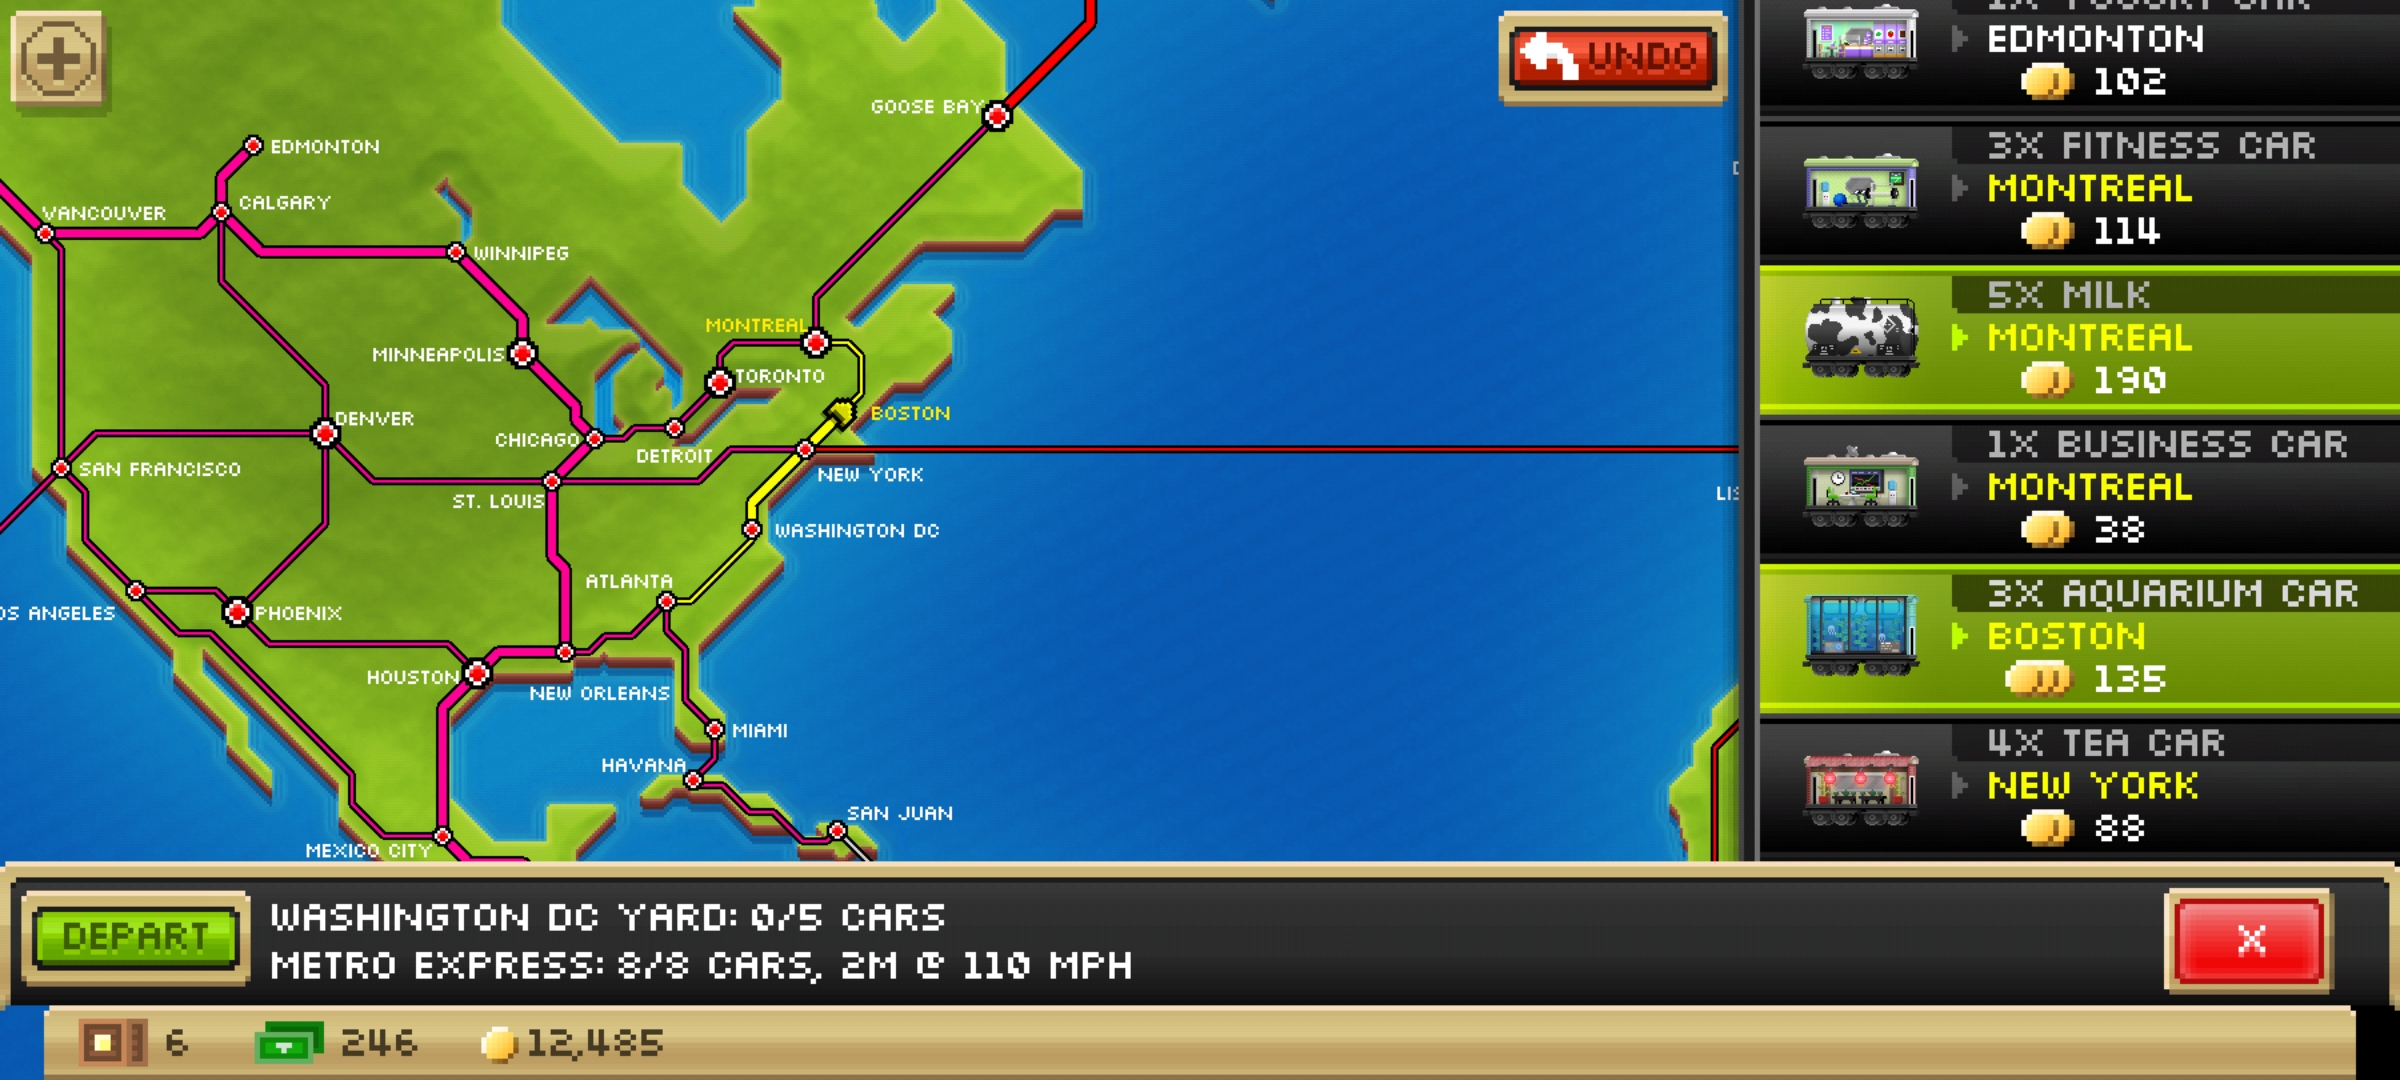 UNDO
GOOSE BAY
EDMONTON
CALGARY
VANCOUVER
WINNIPEG
MONTREAL
MINNEAPOLIS
TORONTO
DENVER
BOSTON
CHICAGO
DETROIT
SAN FRANCISCO
NEW YORK
ST. LOUIS
WASHINGTON DC
ATLANTA
OS ANGELES
PHOENIX
HOUSTON
NEW ORLEANS
MIAMI
HAVANA
SAN JUAN
MEXICO CITY
LIS
1X YOGURT CAR
EDMONTON
102
3X FITNESS CAR
MONTREAL
114
5X MILK
MONTREAL
190
1X BUSINESS CAR
MONTREAL
38
3X AQUARIUM CAR
BOSTON
135
4X TEA CAR
NEW YORK
88
DEPART
WASHINGTON DC YARD: 0/5 CARS
METRO EXPRESS: 8/8 CARS, 2M @ 110 MPH
X
6
246
12,485